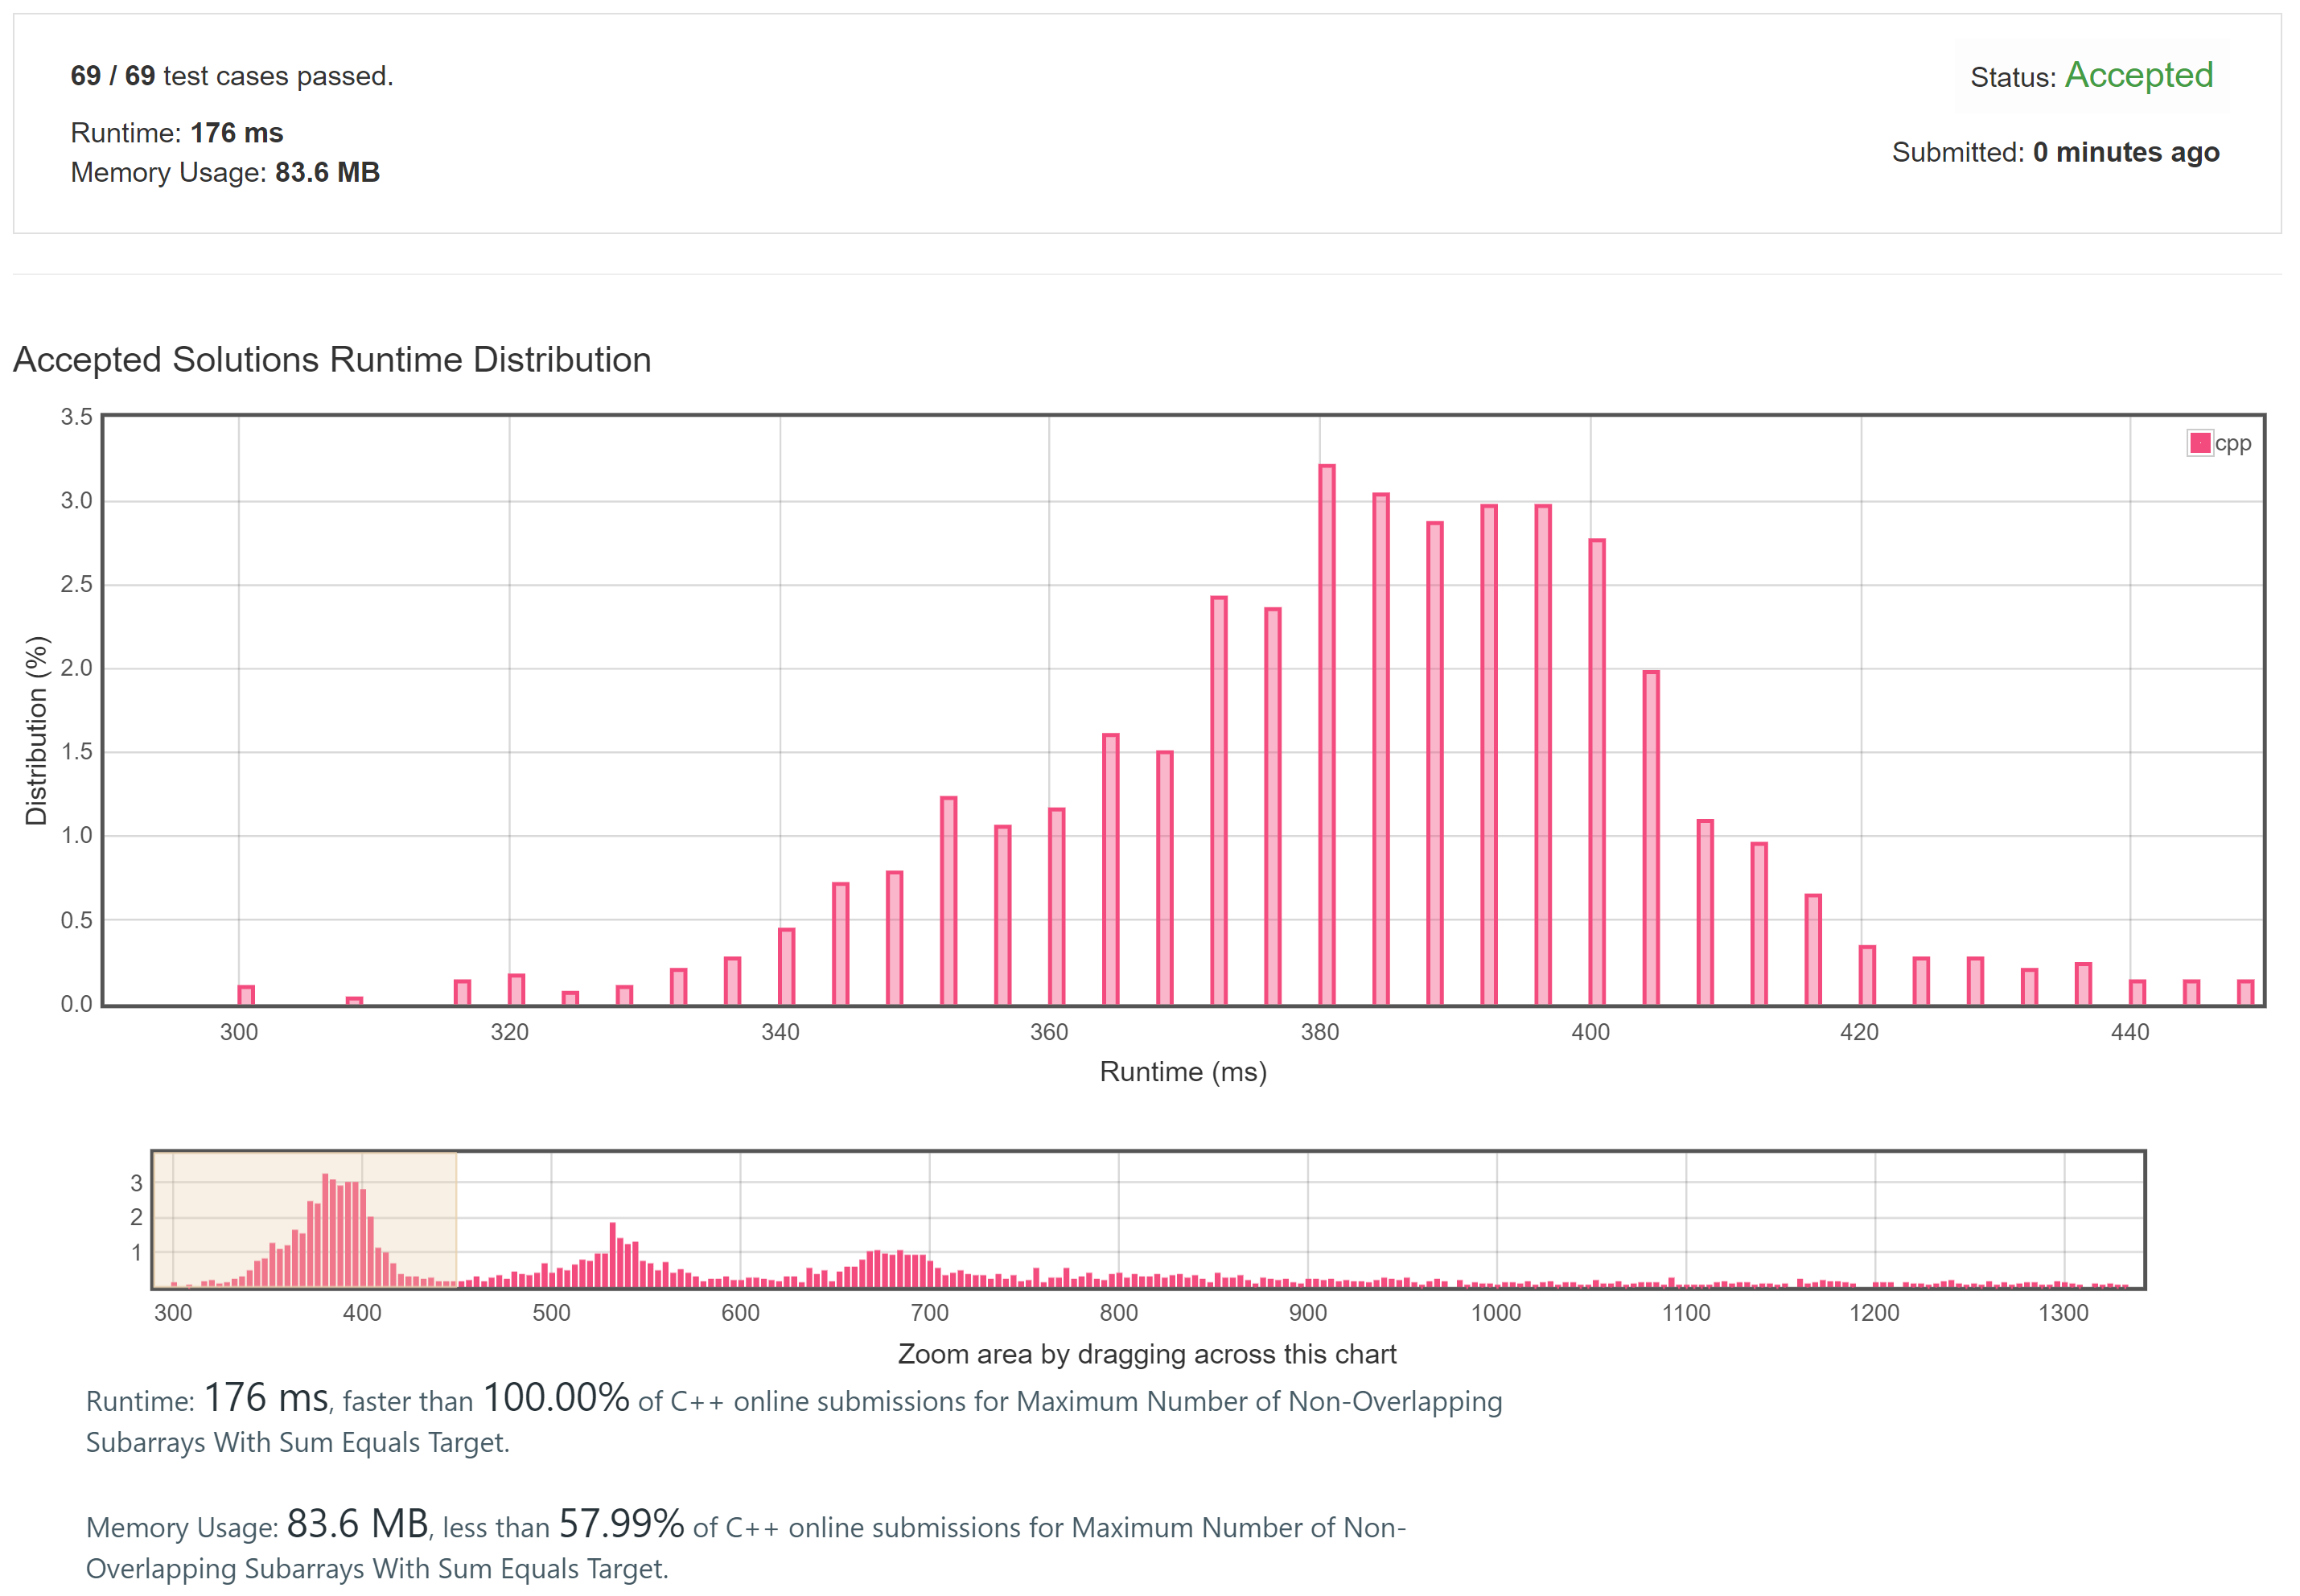 69 / 69 test cases passed.
Status: Accepted
Runtime: 176 ms
Submitted: 0 minutes ago
Memory Usage: 83.6 MB
Accepted Solutions Runtime Distribution
3.5
3.0
2.5
2.0
1.5
1.0
0.5
0.0
Distribution (%)
cpp
300 320 340 360 380 400 420 440
Runtime (ms)
3
2
1
300 400 500 600 700 800 900 1000 1100 1200 1300
Zoom area by dragging across this chart
Runtime: 176 ms, faster than 100.00% of C++ online submissions for Maximum Number of Non-Overlapping
Subarrays With Sum Equals Target.
Memory Usage: 83.6 MB, less than 57.99% of C++ online submissions for Maximum Number of Non-
Overlapping Subarrays With Sum Equals Target.